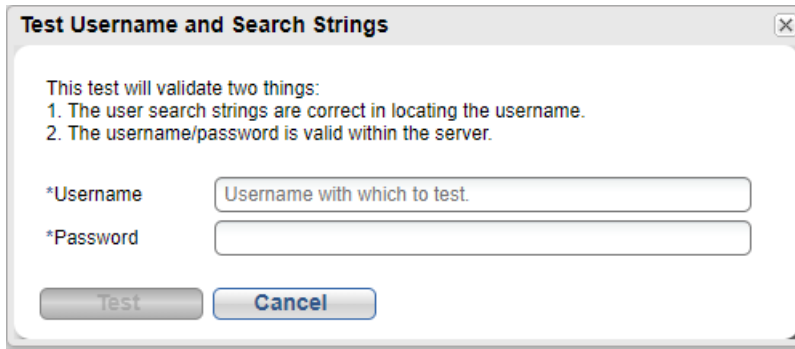 Test Username and Search Strings
This test will validate two things:
1. The user search strings are correct in locating the username.
2. The username/password is valid within the server.
*Username
Username with which to test.
*Password
Test
Cancel